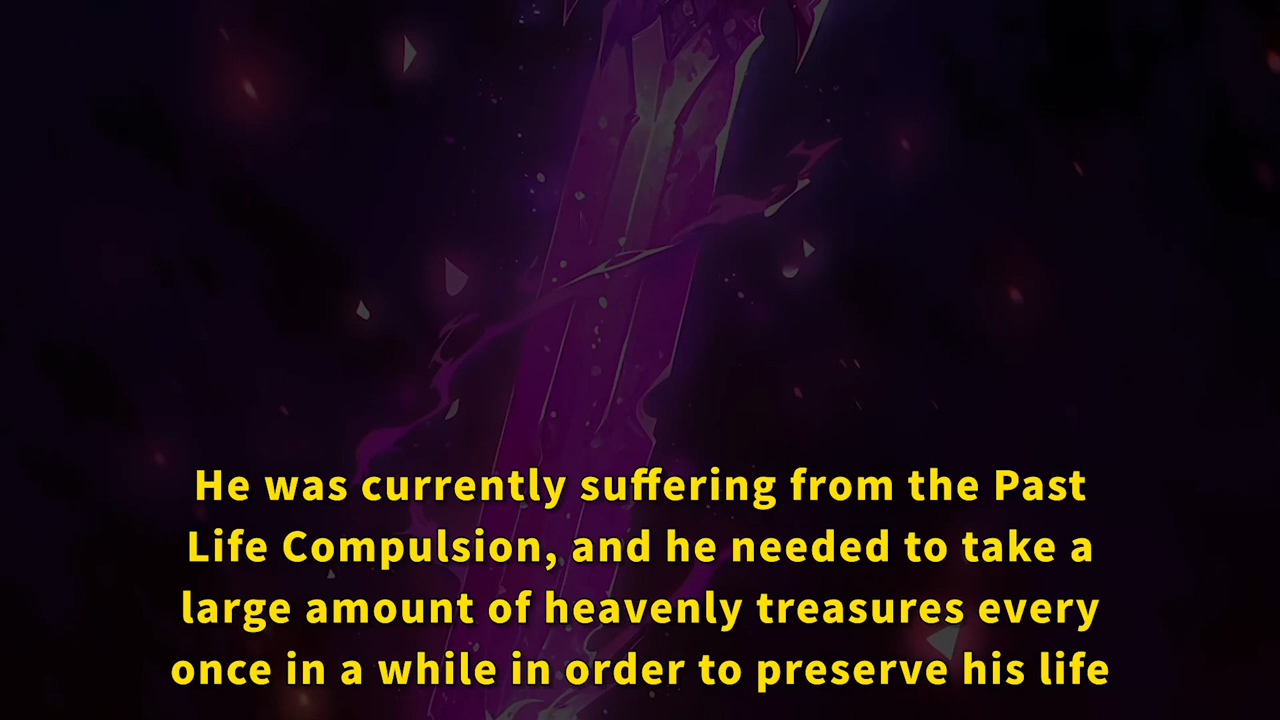 He was currently suffering from the Past
Life Compulsion, and he needed to take a
large amount of heavenly treasures every
once in a while in order to preserve his life